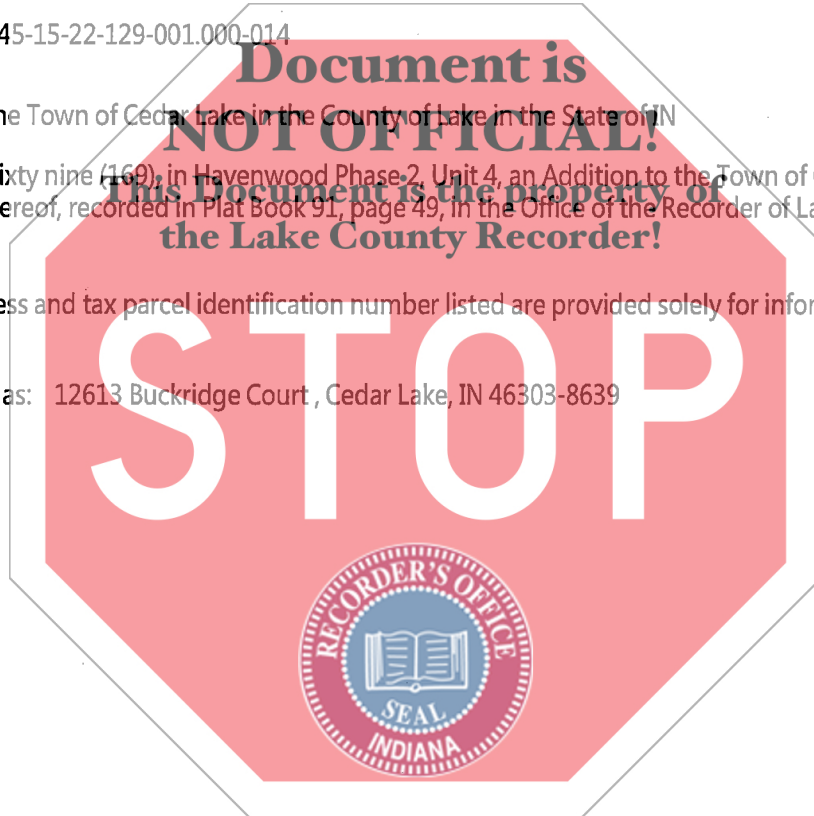 45-15-22-129-001.000-014
Document is
he Town of Cedar Lake in the County of Lake in the State of IN
NOT OFFICIAL!
ixty nine (169), in Havenwood Phase 2, Unit 4, an Addition to the Town of
This Document is the property of
ereof, recorded in Plat Book 91, page 49, in the Office of the Recorder of La
the Lake County Recorder!
ess and tax parcel identification number listed are provided solely for infor
STOP
as: 12613 Buckridge Court , Cedar Lake, IN 46303-8639
RECORDER'S OFFICE
SEAL
INDIANA